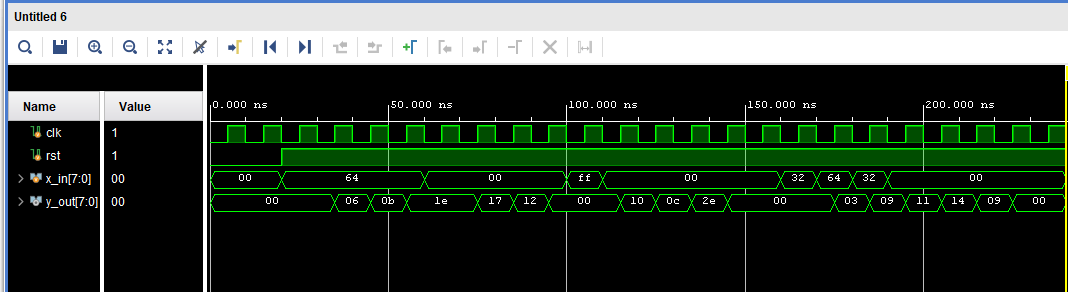 Untitled 6
Name Value
0.000 ns 50.000 ns 100.000 ns 150.000 ns 200.000 ns
clk 1
rst 1
x_in[7:0] 00 00 64 00 ff 00 32 64 32 00
y_out[7:0] 00 00 06 0b 1e 17 12 00 10 0c 2e 00 03 09 11 14 09 00